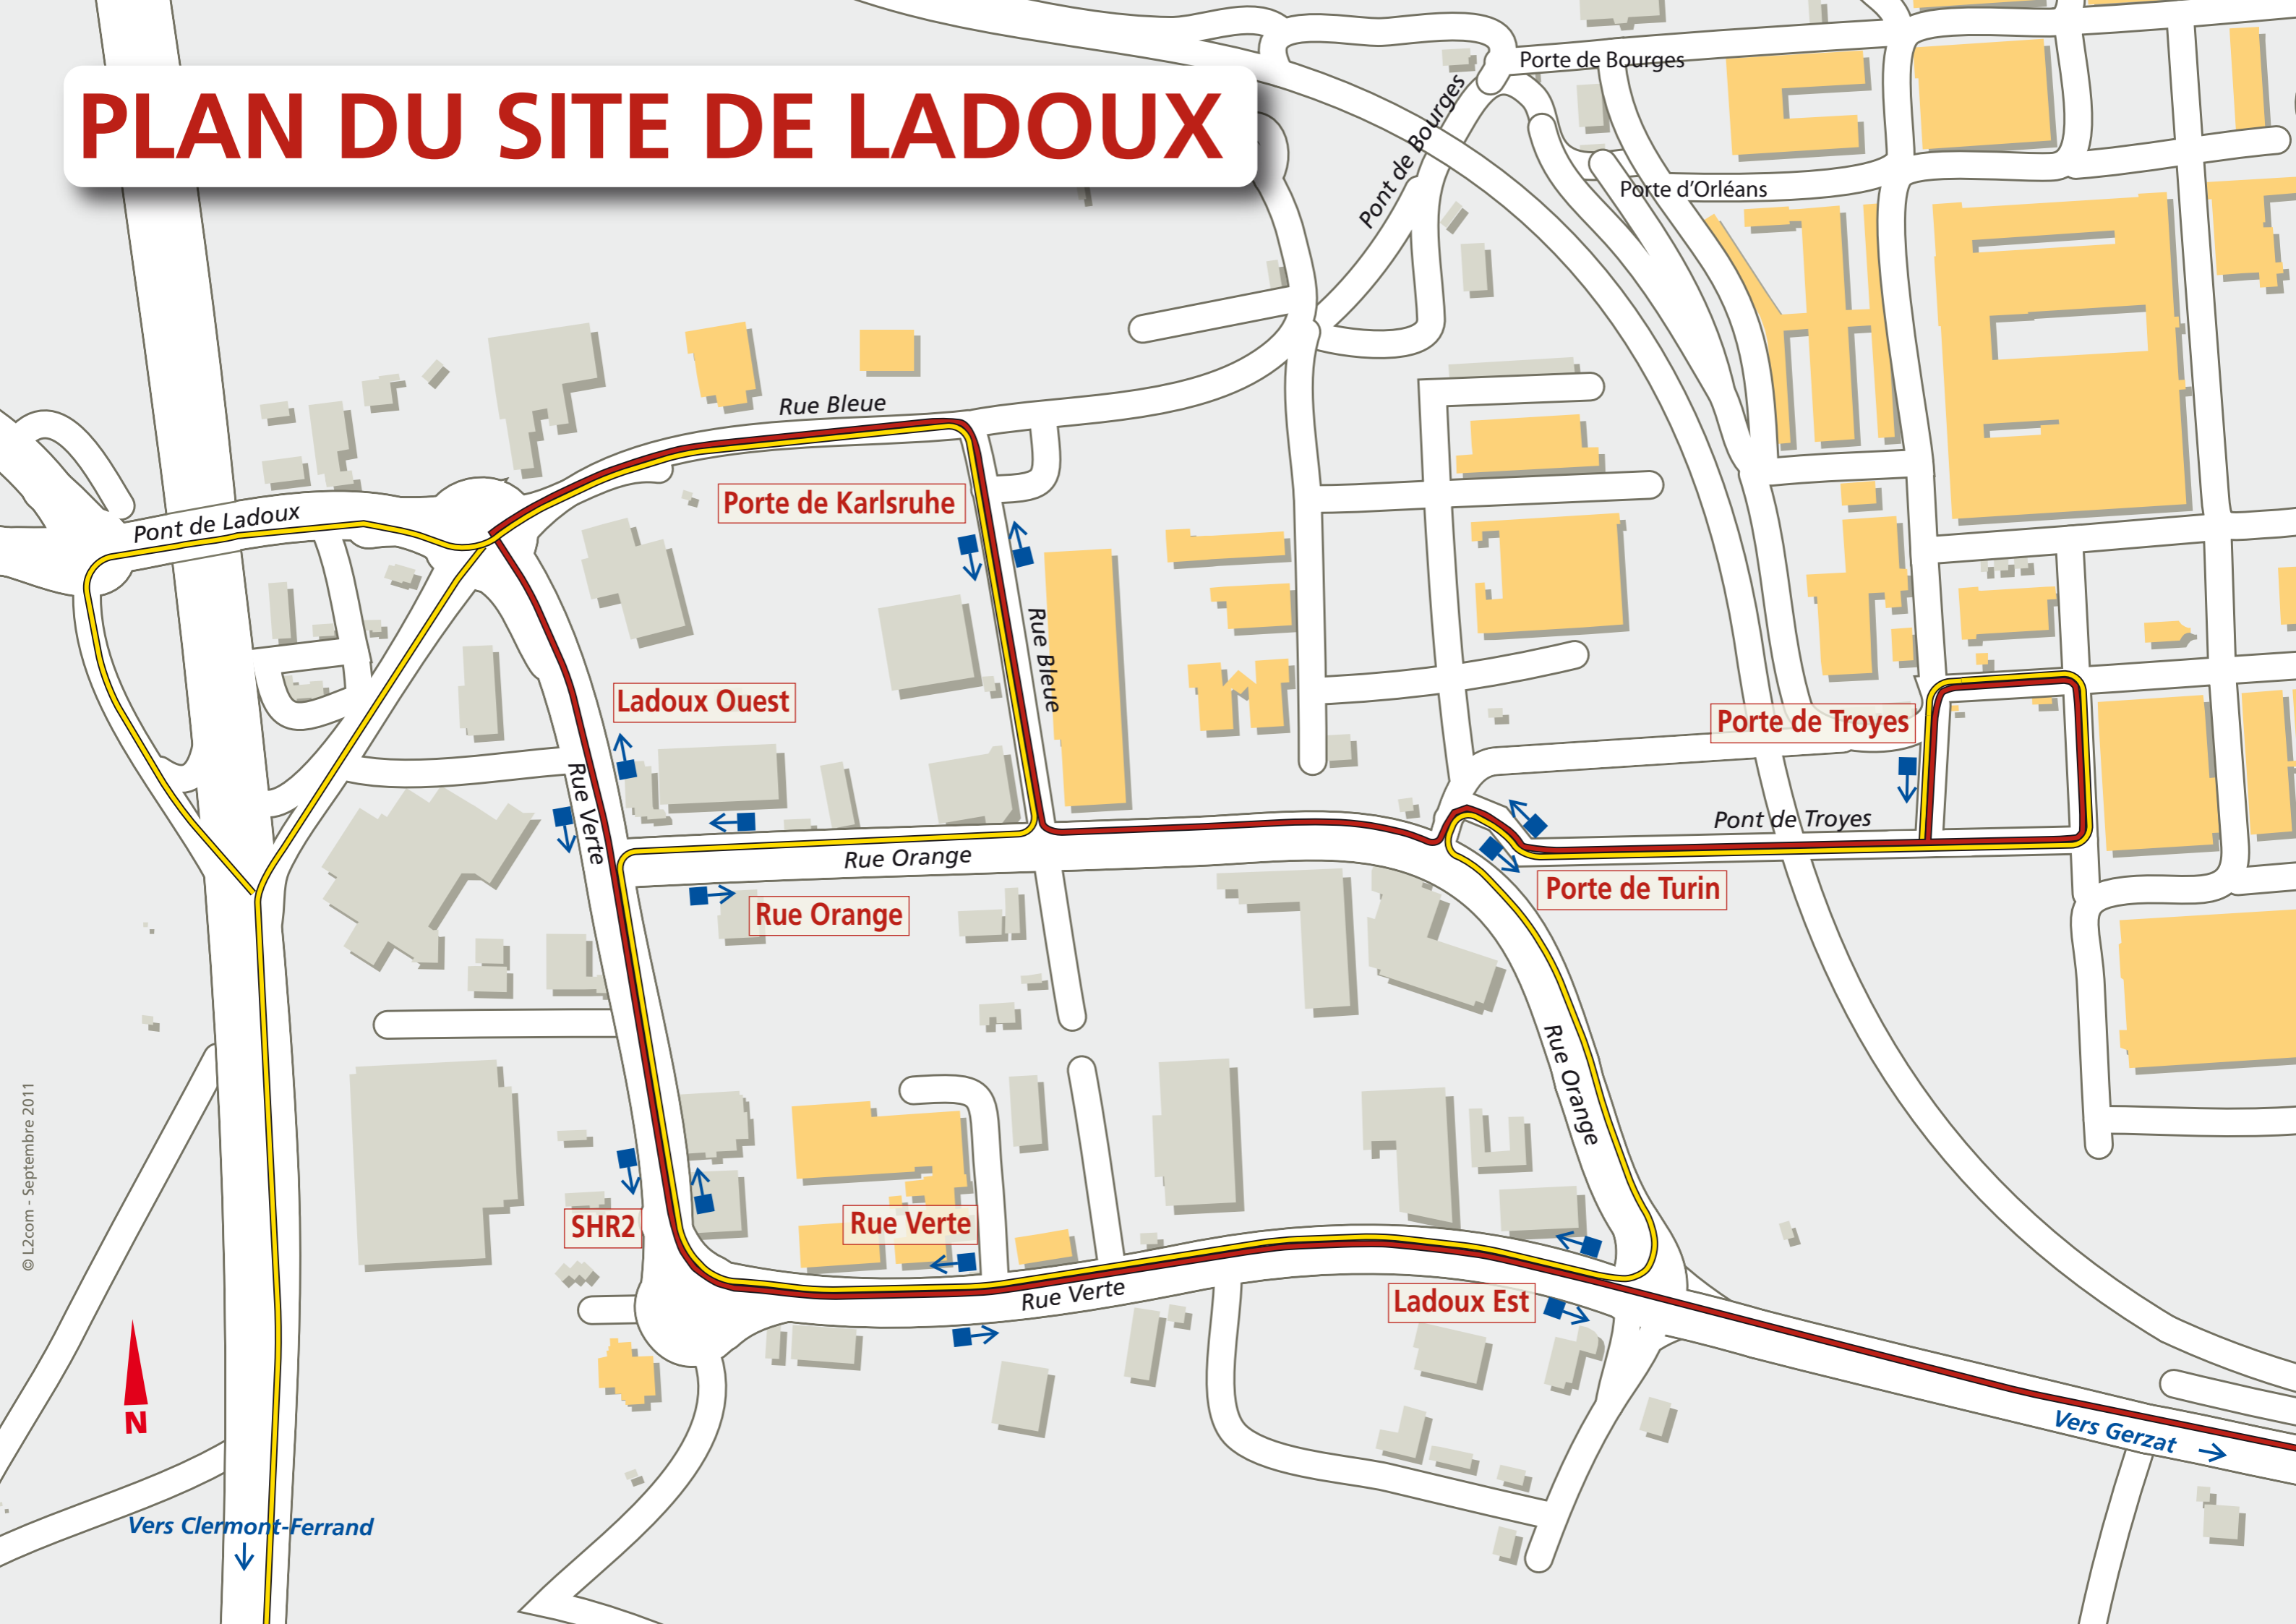 PLAN DU SITE DE LADOUX
Porte de Bourges
Pont de Bourges
Porte d'Orléans
Rue Bleue
Porte de Karlsruhe
Pont de Ladoux
Rue Bleue
Ladoux Ouest
Porte de Troyes
Rue Verte
Pont de Troyes
Rue Orange
Porte de Turin
Rue Orange
Rue Orange
SHR2
Rue Verte
Rue Verte
Ladoux Est
© L2com - Septembre 2011
N
Vers Gerzat
Vers Clermont-Ferrand